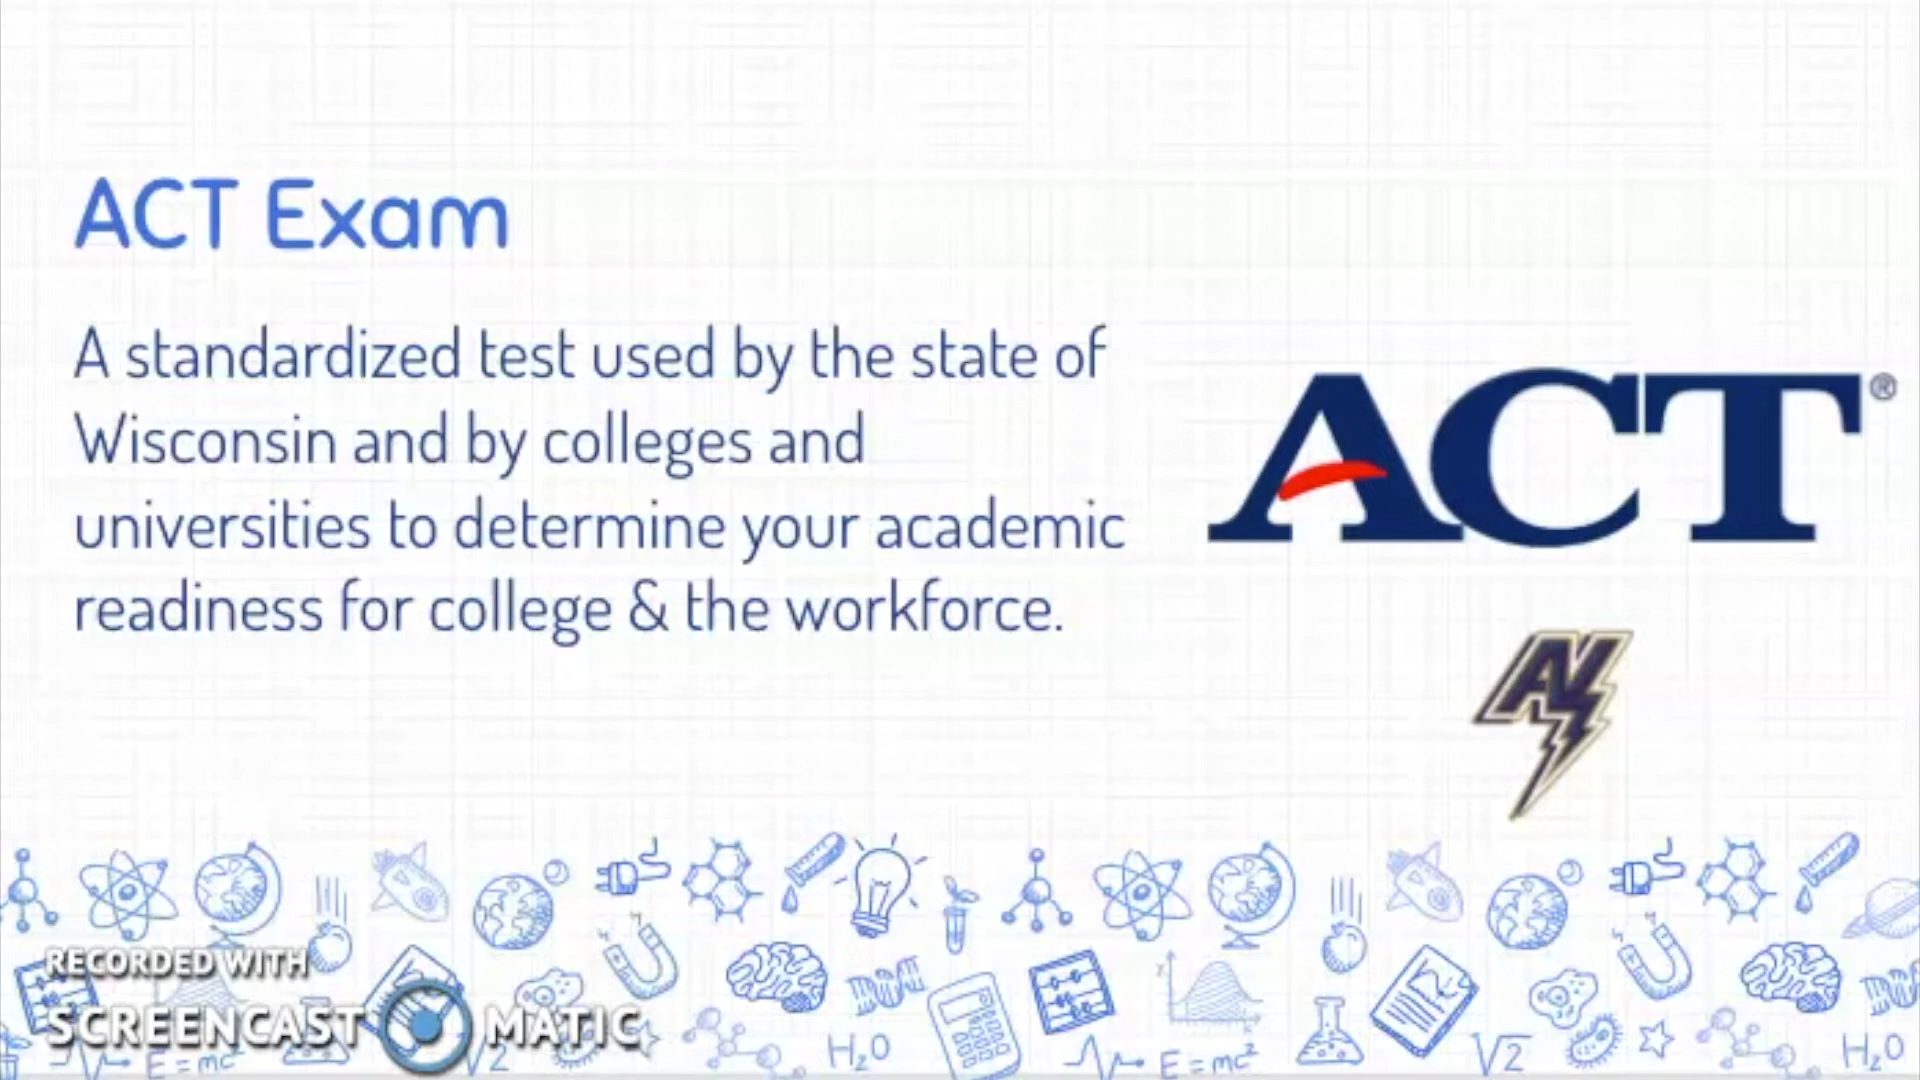 ACT Exam
A standardized test used by the state of
Wisconsin and by colleges and
universities to determine your academic
readiness for college & the workforce.
ACT®
AV
RECORDED WITH
SCREENCAST MATIC
E=mc²
√2
H₂O
E=mc²
√2
H₂O